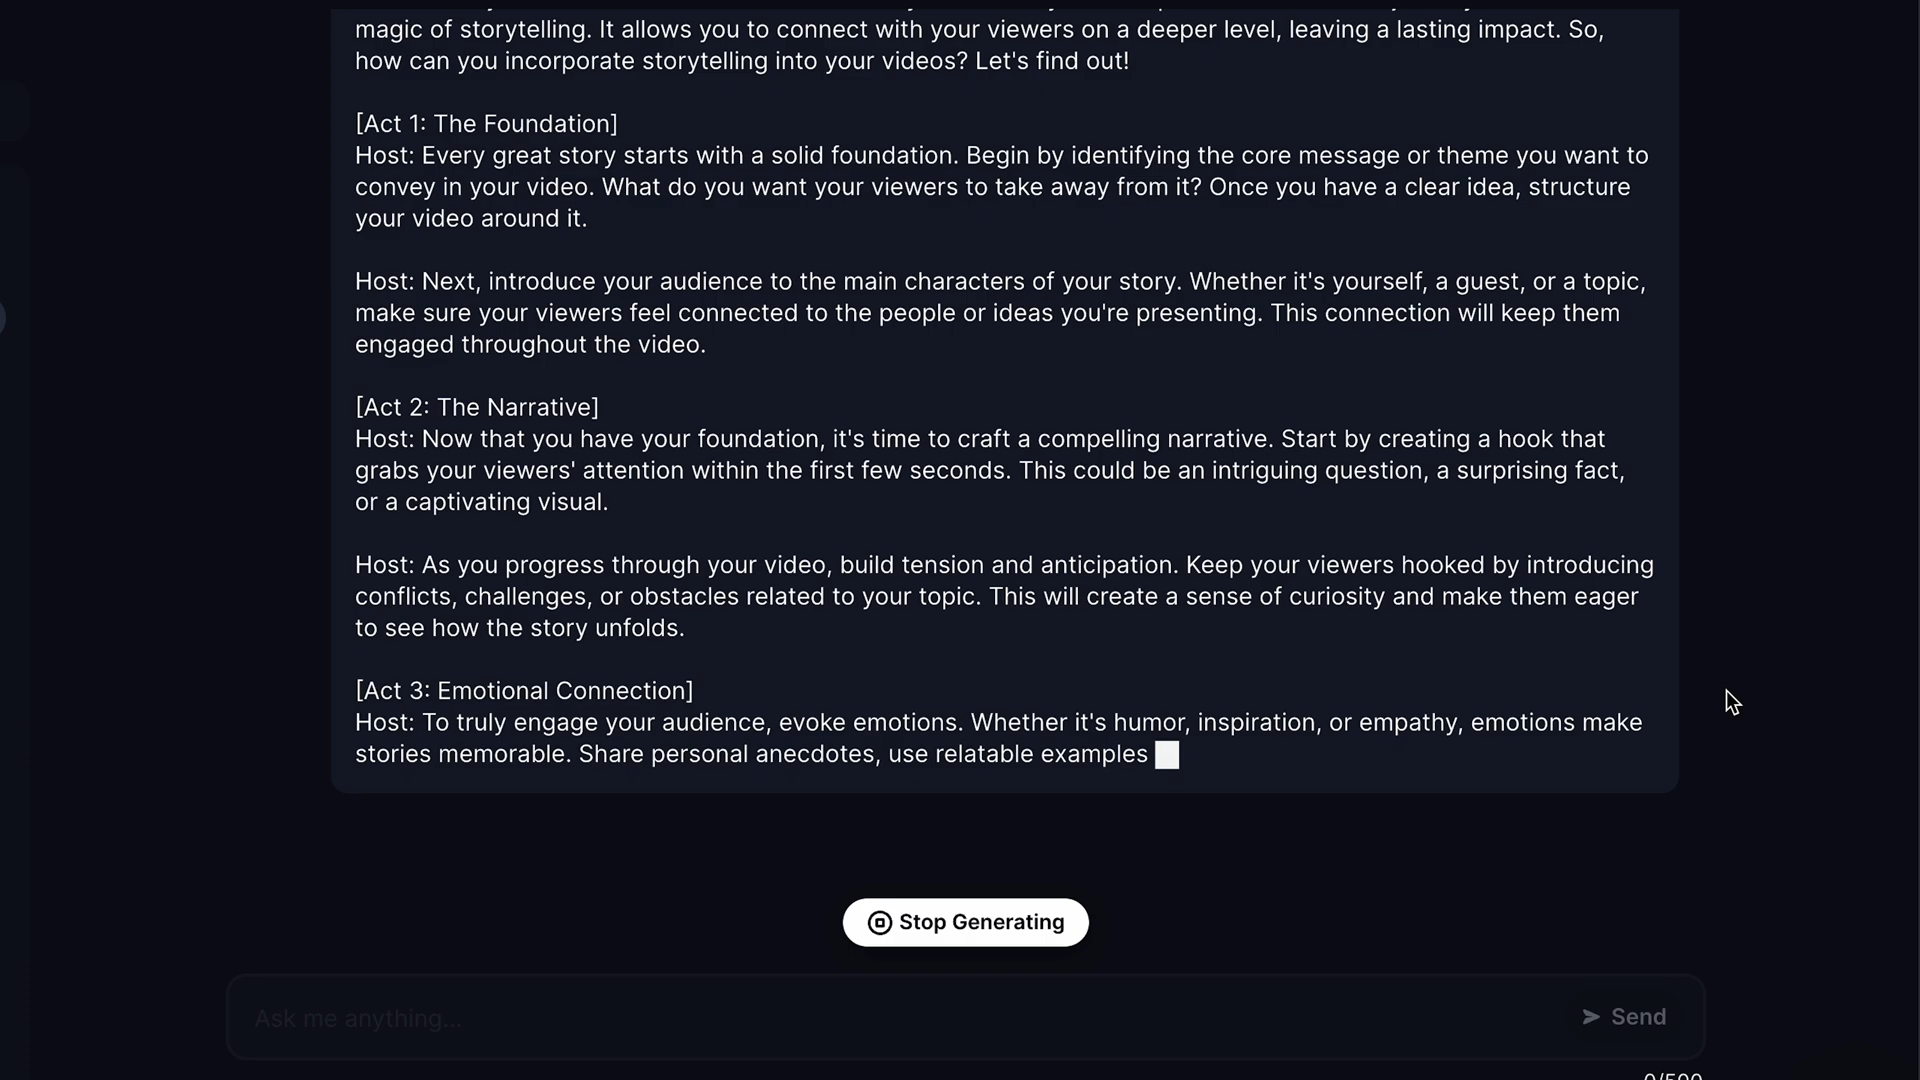 magic of storytelling. It allows you to connect with your viewers on a deeper level, leaving a lasting impact. So,
how can you incorporate storytelling into your videos? Let's find out!
[Act 1: The Foundation]
Host: Every great story starts with a solid foundation. Begin by identifying the core message or theme you want to
convey in your video. What do you want your viewers to take away from it? Once you have a clear idea, structure
your video around it.
Host: Next, introduce your audience to the main characters of your story. Whether it's yourself, a guest, or a topic,
make sure your viewers feel connected to the people or ideas you're presenting. This connection will keep them
engaged throughout the video.
[Act 2: The Narrative]
Host: Now that you have your foundation, it's time to craft a compelling narrative. Start by creating a hook that
grabs your viewers' attention within the first few seconds. This could be an intriguing question, a surprising fact,
or a captivating visual.
Host: As you progress through your video, build tension and anticipation. Keep your viewers hooked by introducing
conflicts, challenges, or obstacles related to your topic. This will create a sense of curiosity and make them eager
to see how the story unfolds.
[Act 3: Emotional Connection]
Host: To truly engage your audience, evoke emotions. Whether it's humor, inspiration, or empathy, emotions make
stories memorable. Share personal anecdotes, use relatable examples
Stop Generating
Ask me anything...
Send
0/500